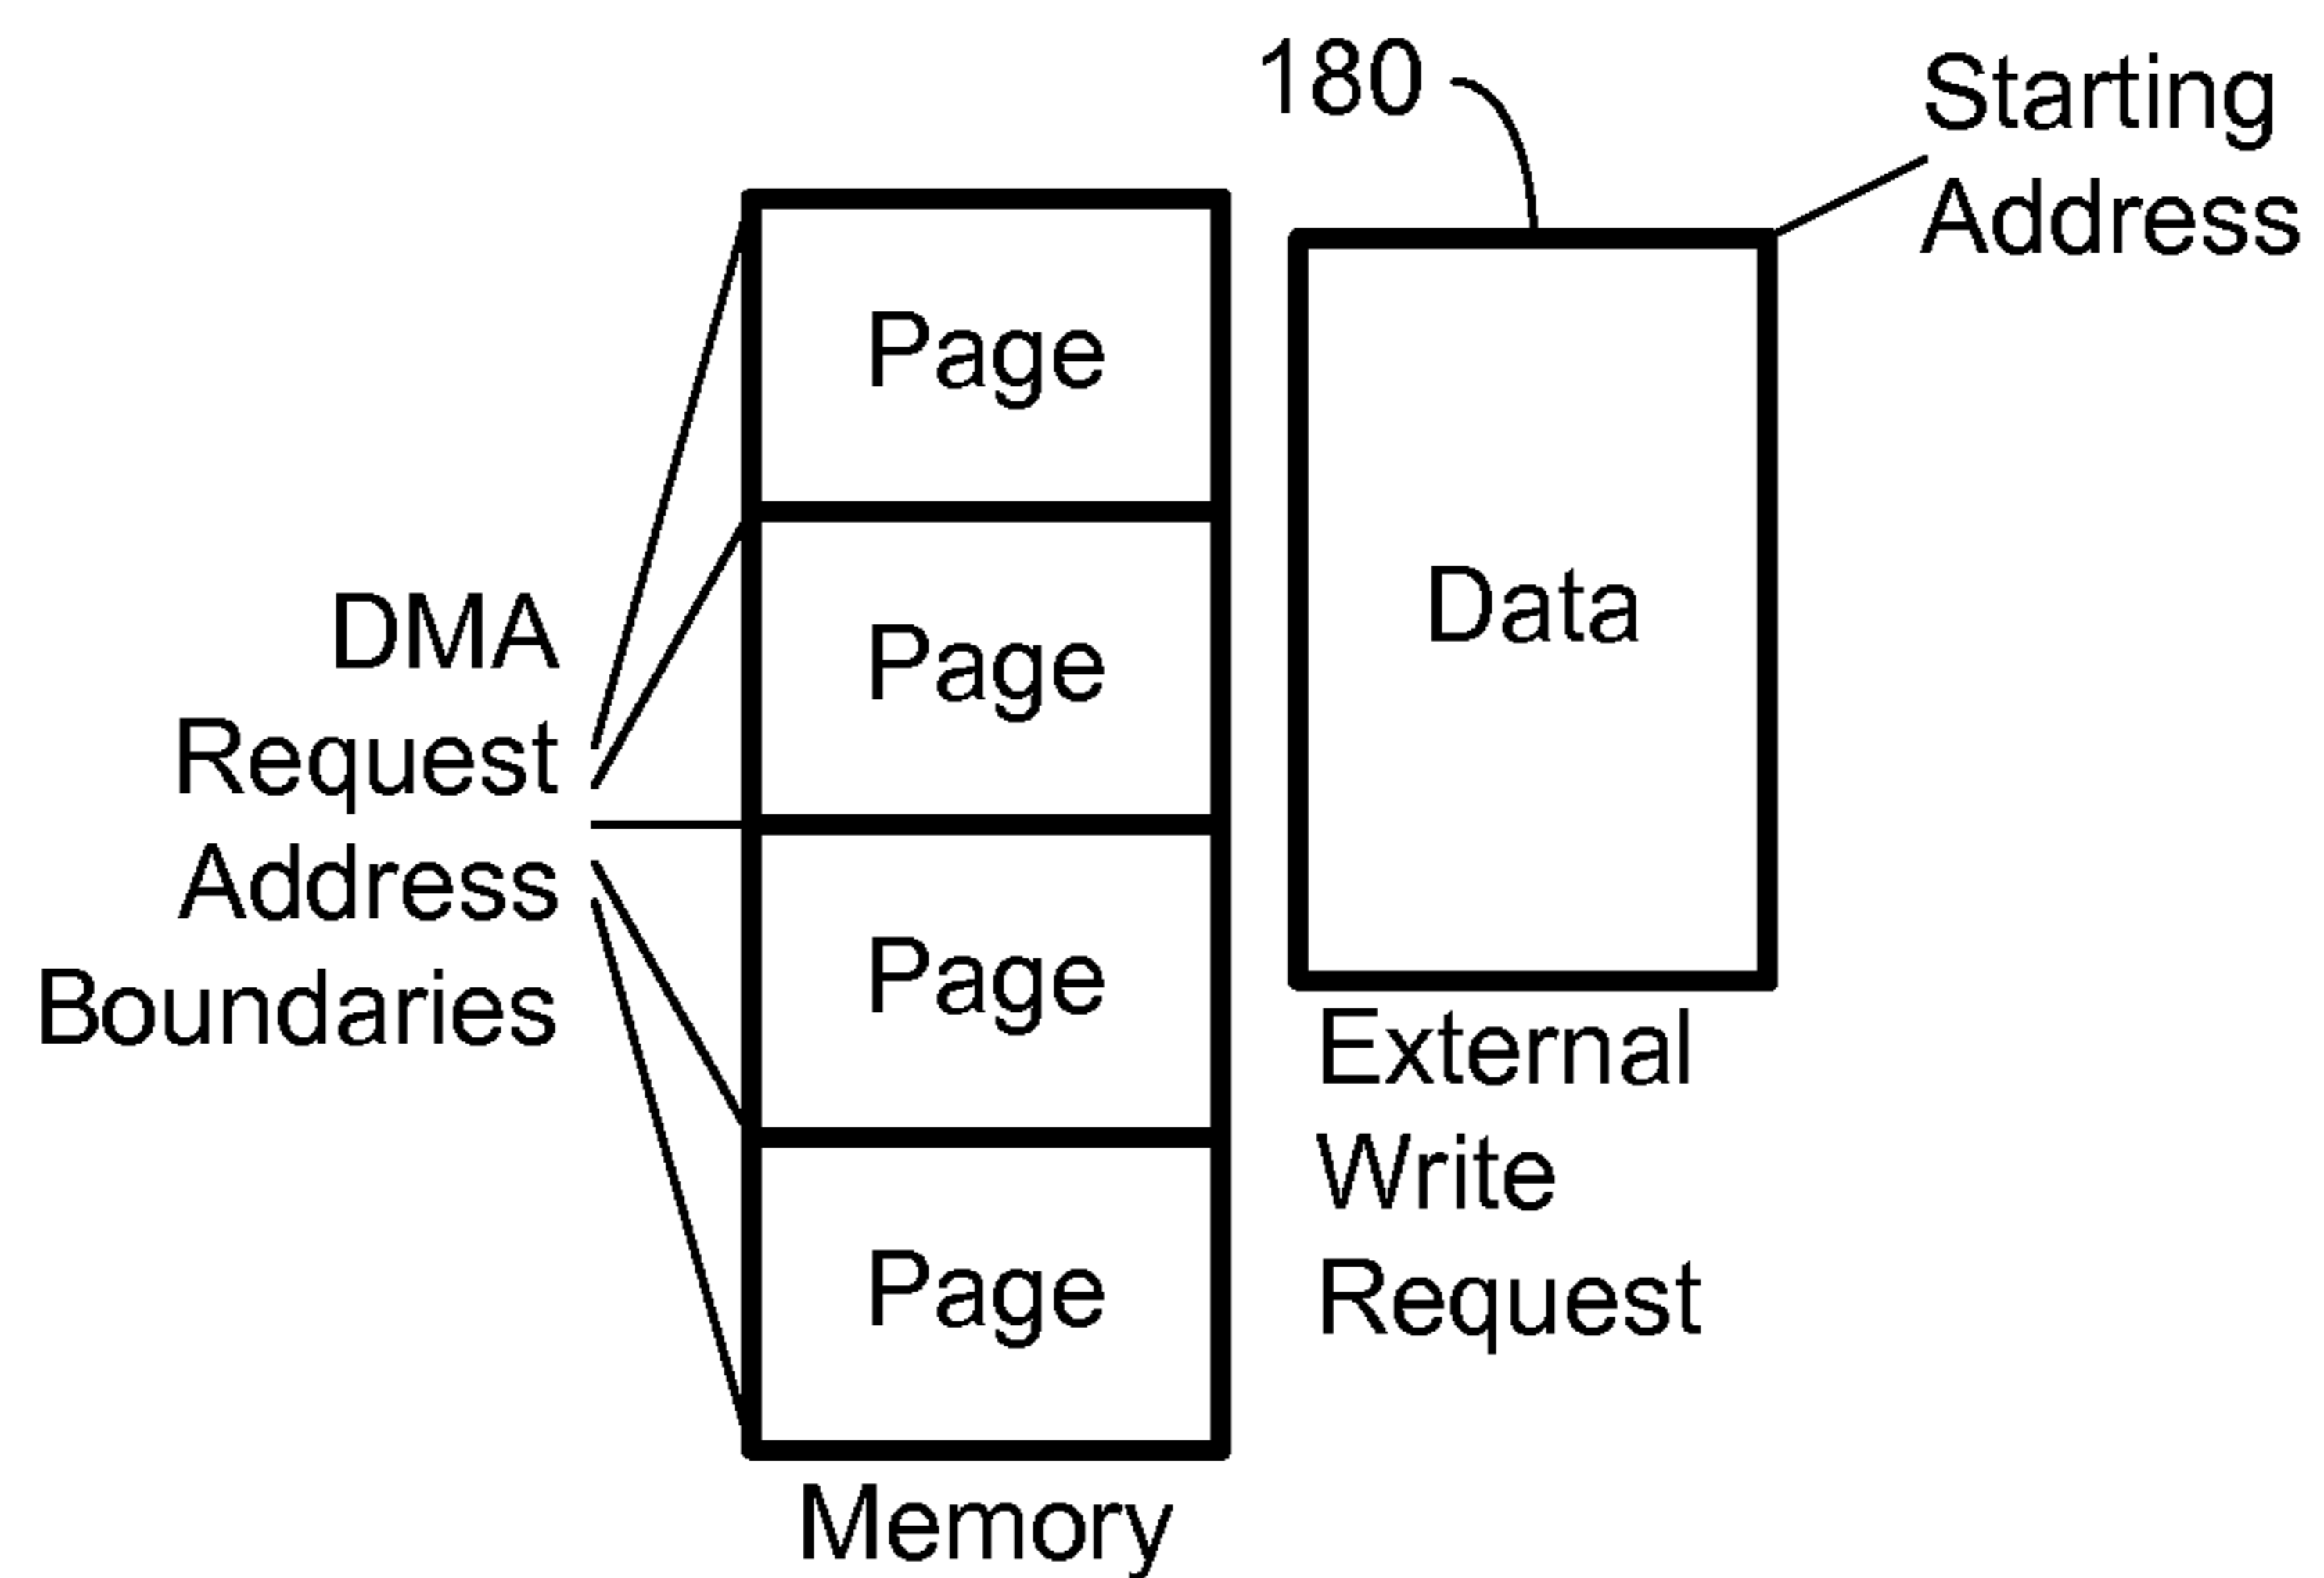 180
Starting
Address
Page
Page
Page
Page
DMA
Request
Address
Boundaries
Data
External
Write
Request
Memory